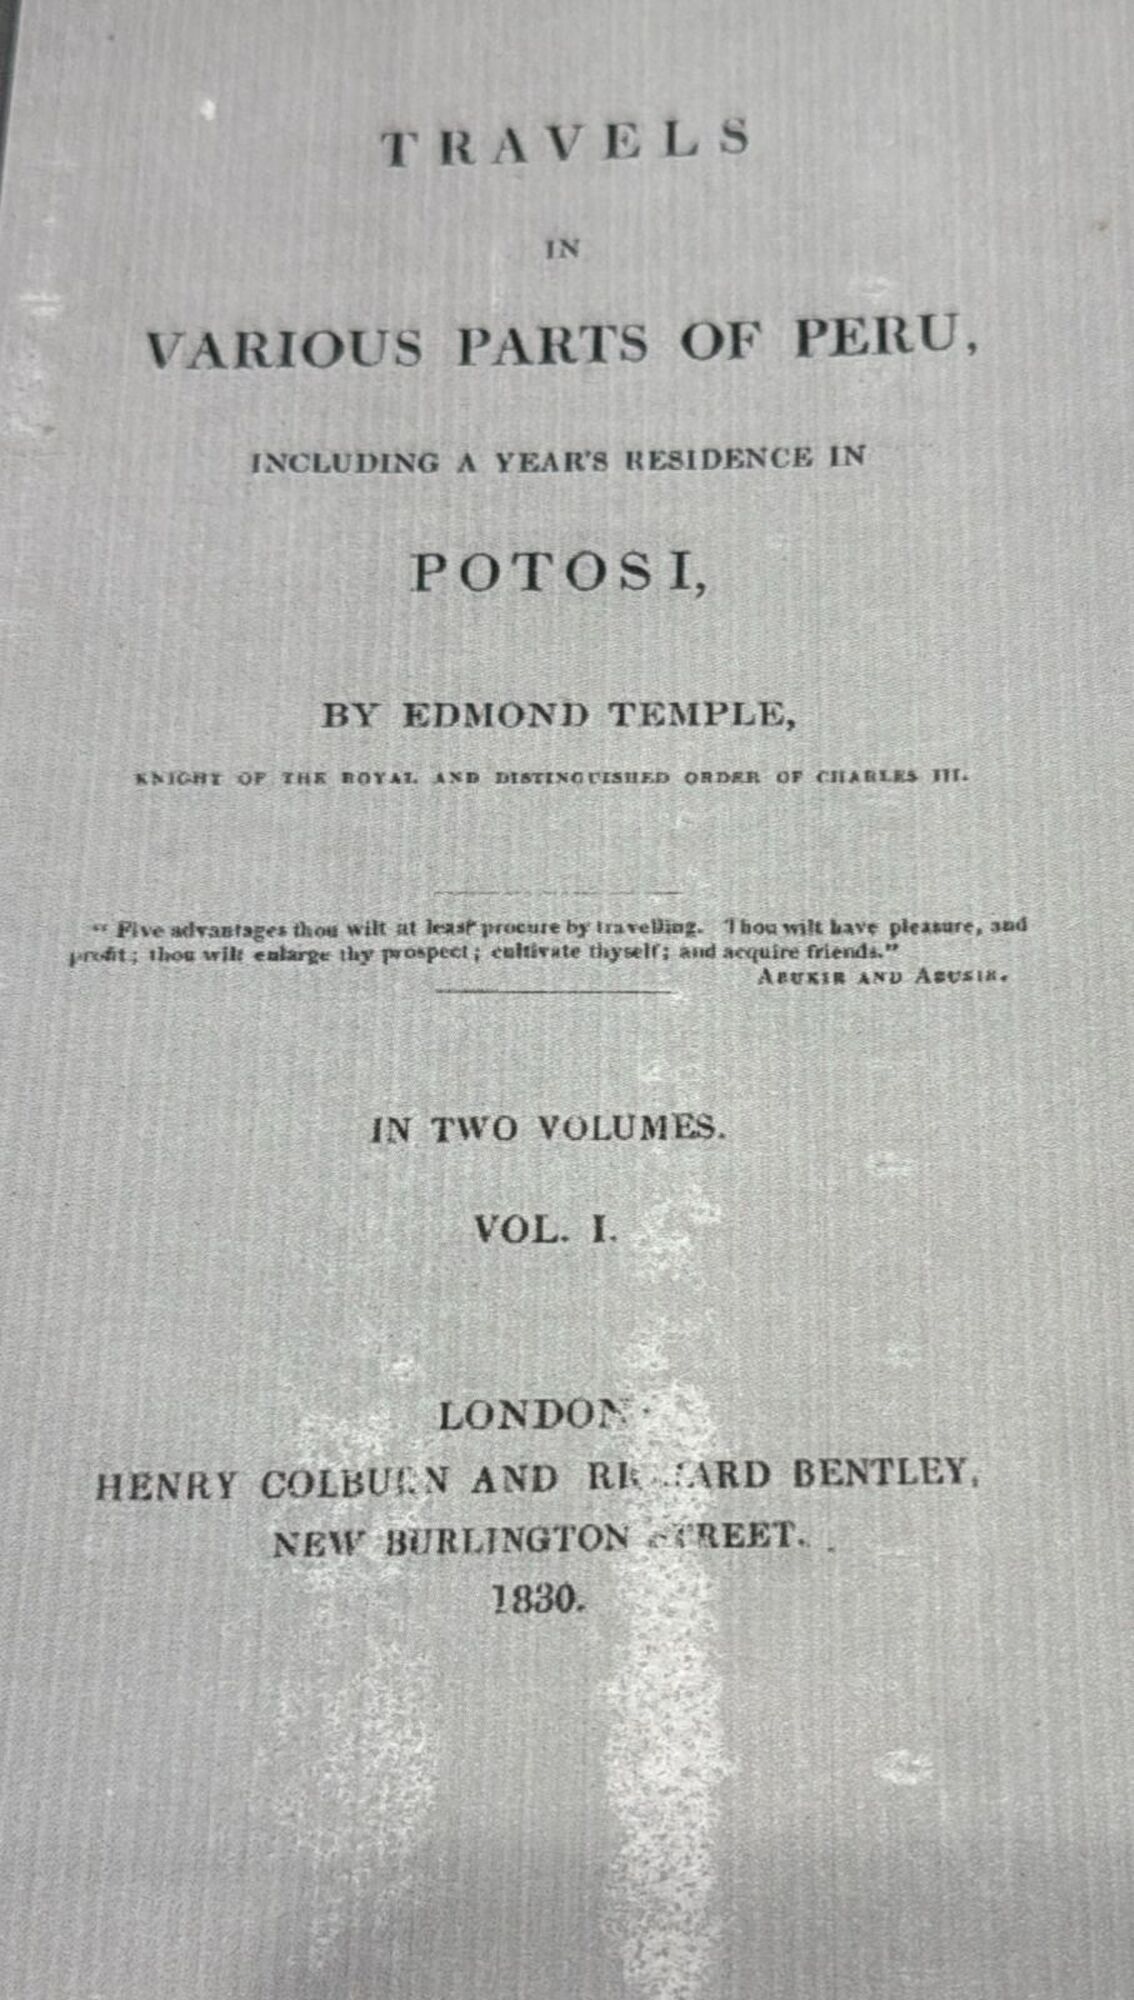 TRAVELS
IN
VARIOUS PARTS OF PERU,
INCLUDING A YEAR'S RESIDENCE IN
POTOSI,
BY EDMOND TEMPLE,
KNIGHT OF THE ROYAL AND DISTINGUISHED ORDER OF CHARLES III.
“ Five advantages thou wilt at least procure by travelling. Thou wilt have pleasure, and
profit; thou wilt enlarge thy prospect; cultivate thyself; and acquire friends.”
ABUKIR AND ABUSIR.
IN TWO VOLUMES.
VOL. I.
LONDON
HENRY COLBURN AND RICHARD BENTLEY,
NEW BURLINGTON STREET.
1830.